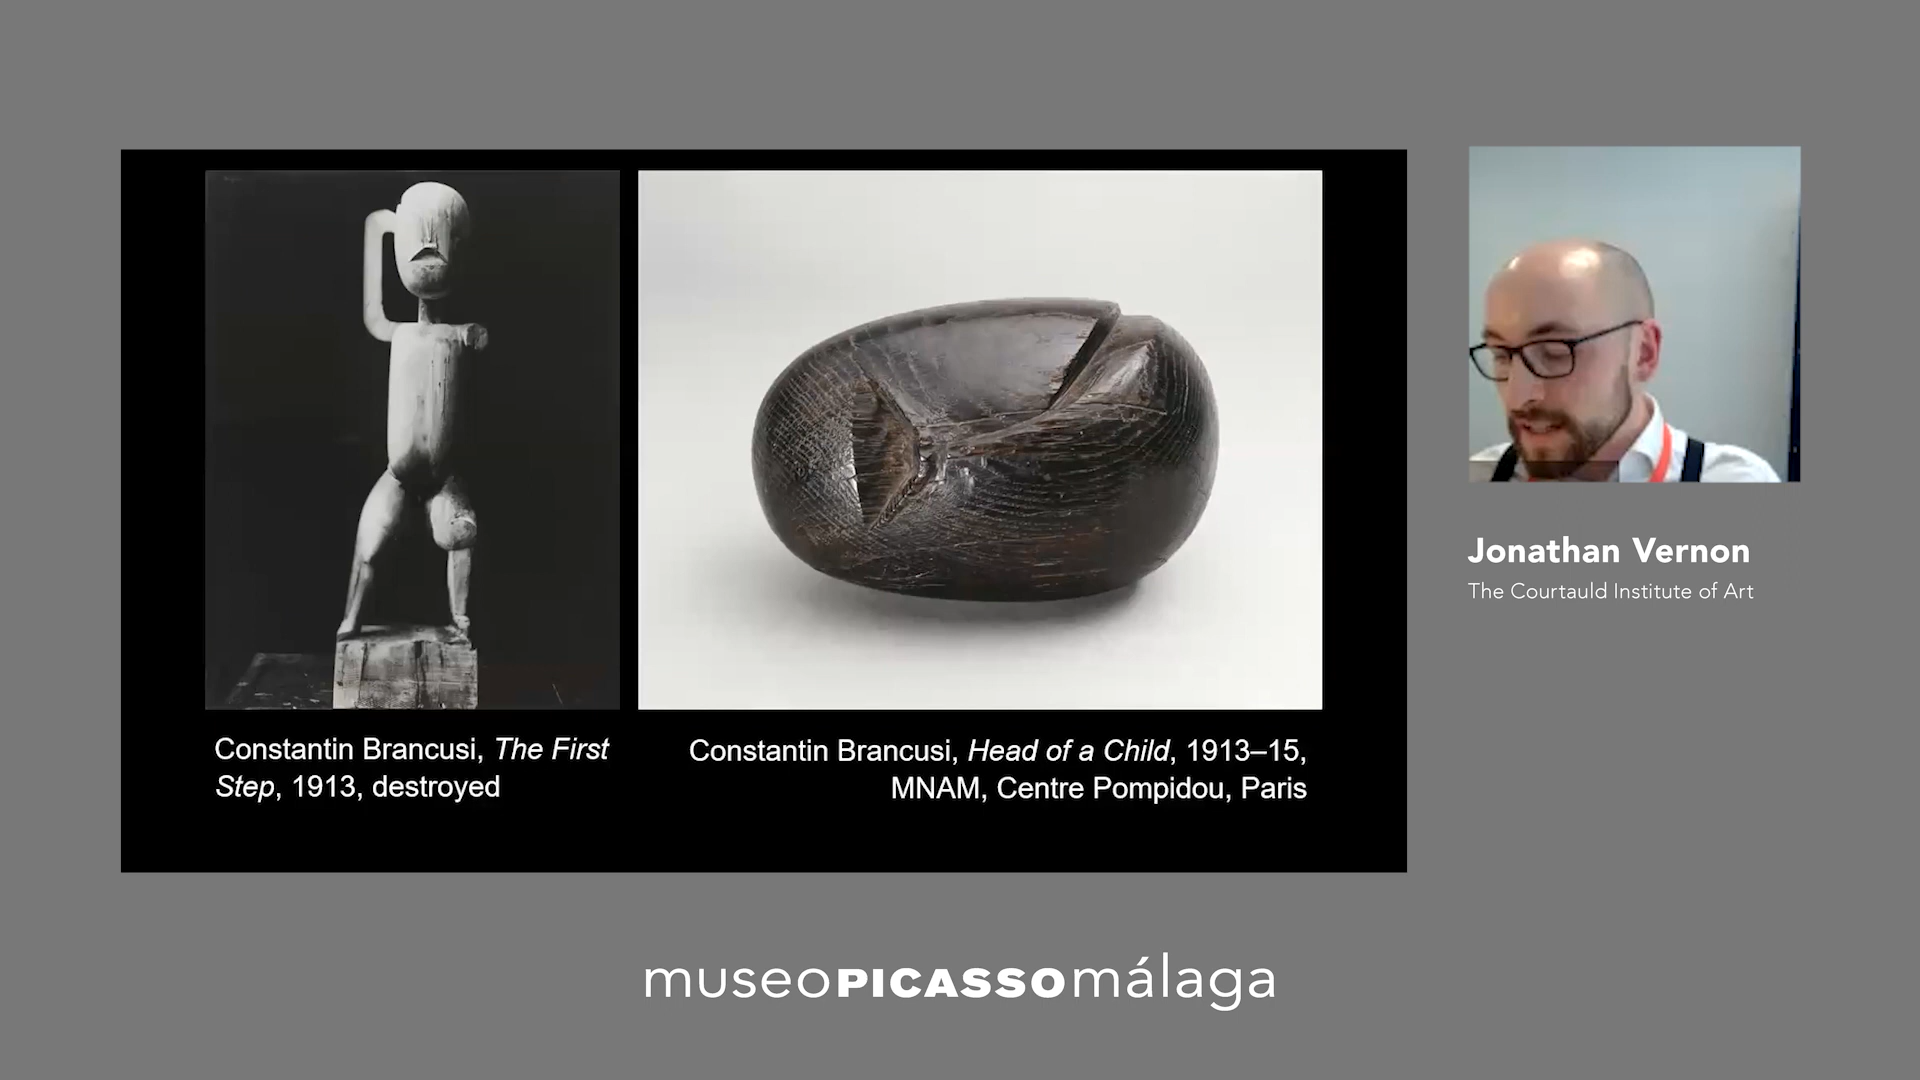 Constantin Brancusi, The First
Step, 1913, destroyed
Constantin Brancusi, Head of a Child, 1913–15,
MNAM, Centre Pompidou, Paris
Jonathan Vernon
The Courtauld Institute of Art
museoPICASSOmálaga